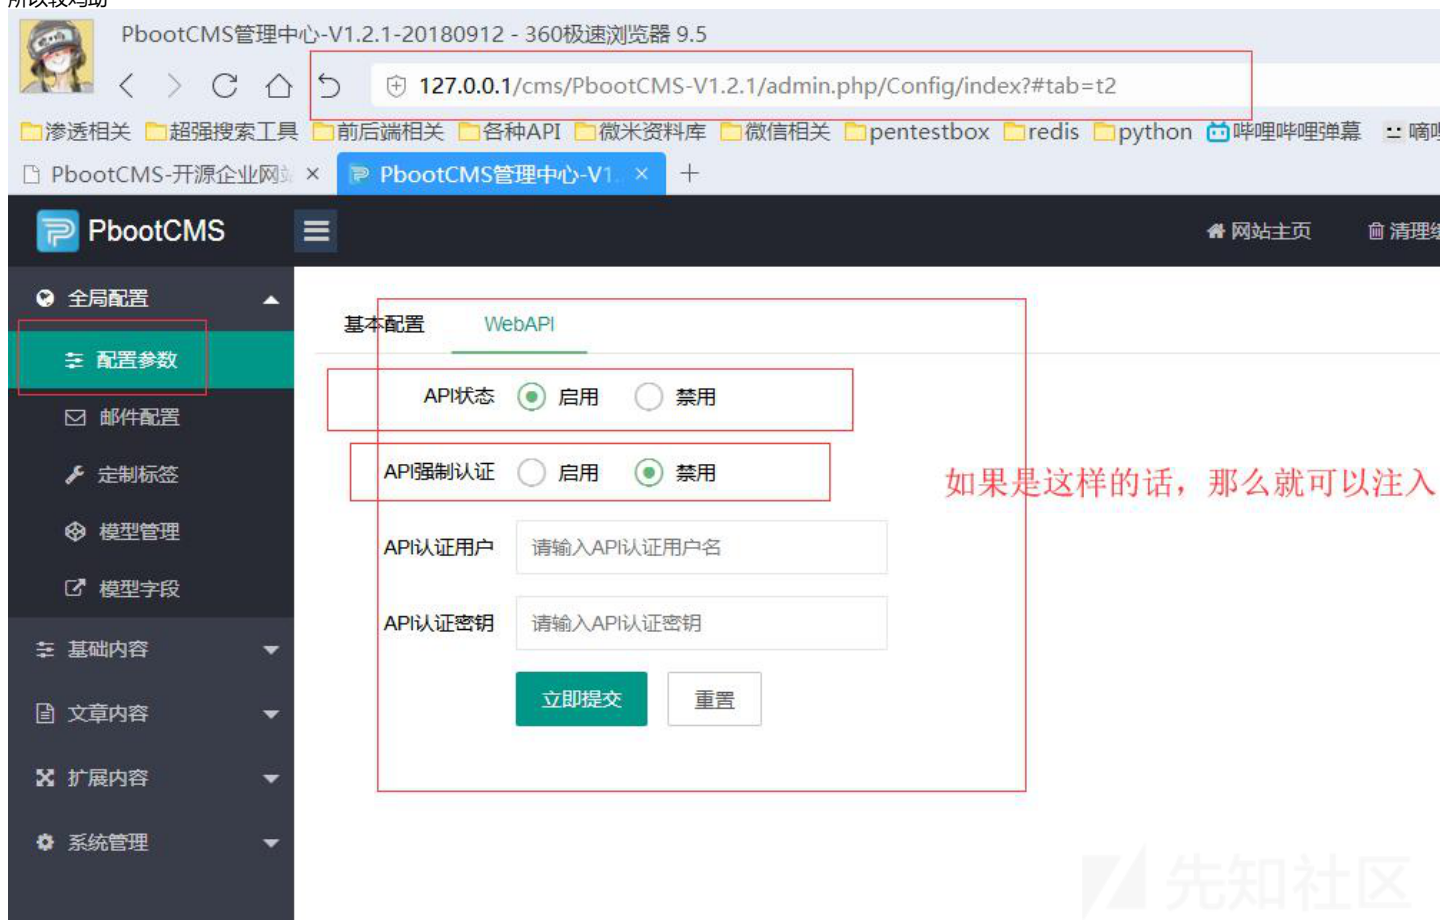 所以较鸡肋
PbootCMS管理中心-V1.2.1-20180912 - 360极速浏览器 9.5
127.0.0.1/cms/PbootCMS-V1.2.1/admin.php/Config/index?#tab=t2
渗透相关 超强搜索工具 前后端相关 各种API 微米资料库 微信相关 pentestbox redis python 哔哩哔哩弹幕
PbootCMS-开源企业网 × PbootCMS管理中心-V1. × +
PbootCMS 网站主页 清理
全局配置
基本配置 WebAPI
配置参数
API状态 启用 禁用
邮件配置
API强制认证 启用 禁用
定制标签
如果是这样的话，那么就可以注入
模型管理
API认证用户 请输入API认证用户名
模型字段
API认证密钥 请输入API认证密钥
基础内容
立即提交 重置
文章内容
扩展内容
系统管理
先知社区